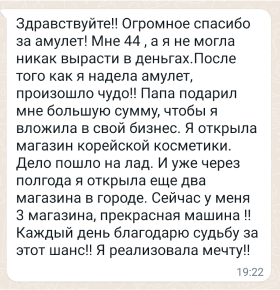 Здравствуйте!! Огромное спасибо
за амулет! Мне 44 , а я не могла
никак вырасти в деньгах.После
того как я надела амулет,
произошло чудо!! Папа подарил
мне большую сумму, чтобы я
вложила в свой бизнес. Я открыла
магазин корейской косметики.
Дело пошло на лад. И уже через
полгода я открыла еще два
магазина в городе. Сейчас у меня
3 магазина, прекрасная машина !!
Каждый день благодарю судьбу за
этот шанс!! Я реализовала мечту!!
19:22